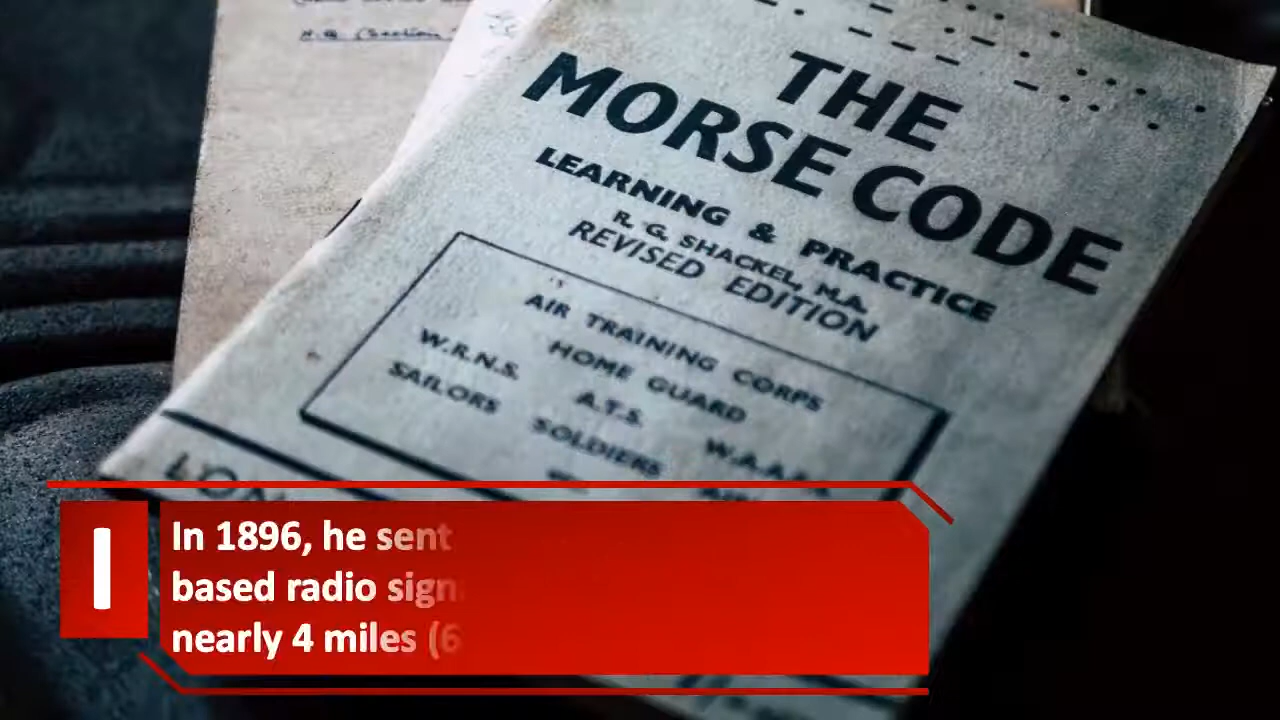 THE
MORSE CODE
LEARNING & PRACTICE
R. G. SHACKEL, M.A.
REVISED EDITION
AIR TRAINING CORPS
HOME GUARD
W.R.N.S. A.T.S.
SAILORS SOLDIERS
LON
I
In 1896, he sent
based radio sign
nearly 4 miles (6